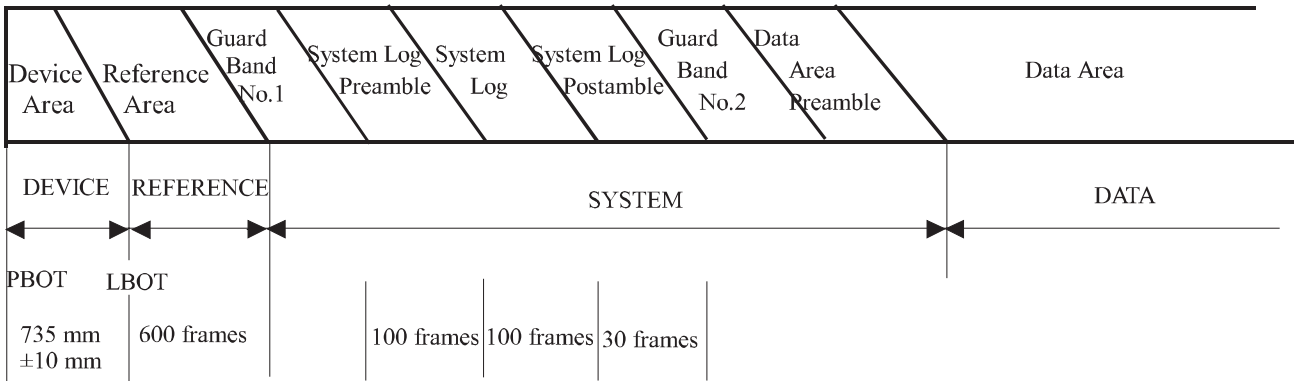 Device
Area
Reference
Area
Guard
Band
No.1
System Log
Preamble
System
Log
System Log
Postamble
Guard
Band
No.2
Data
Area
Preamble
Data Area
DEVICE
REFERENCE
SYSTEM
DATA
PBOT
LBOT
735 mm
±10 mm
600 frames
100 frames
100 frames
30 frames